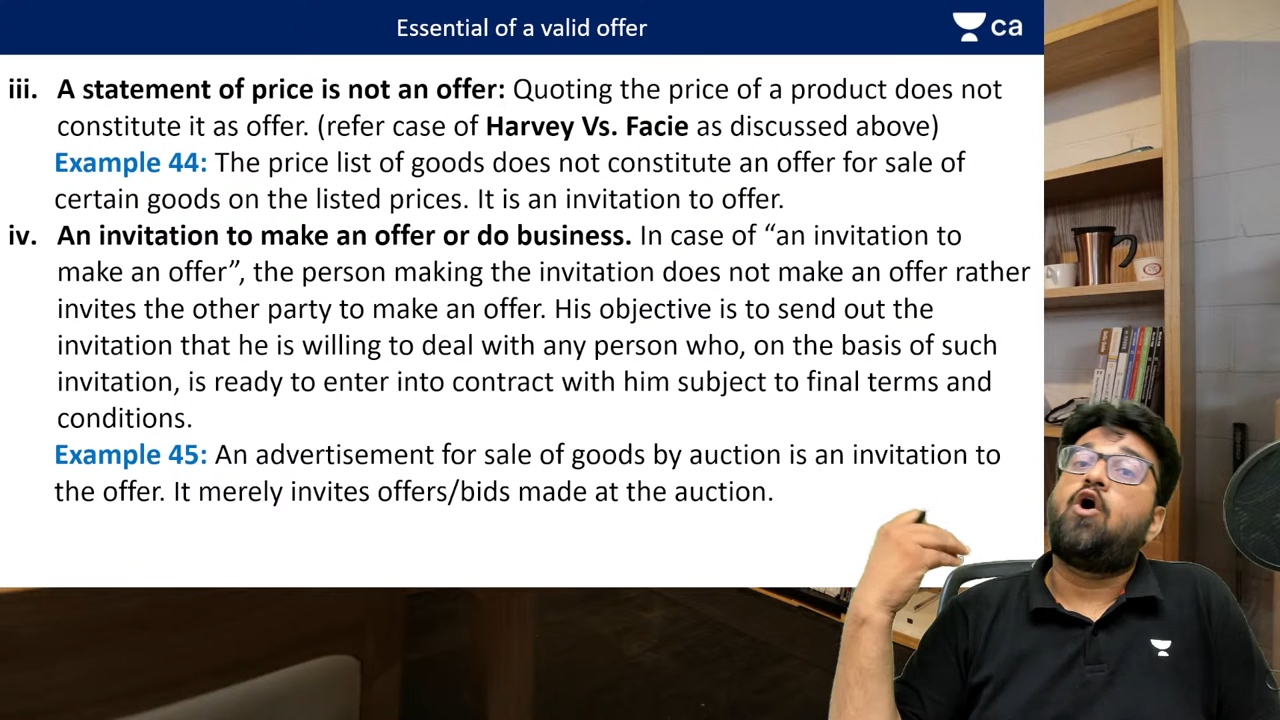 Essential of a valid offer
ca
iii. A statement of price is not an offer: Quoting the price of a product does not
constitute it as offer. (refer case of Harvey Vs. Facie as discussed above)
Example 44: The price list of goods does not constitute an offer for sale of
certain goods on the listed prices. It is an invitation to offer.
iv. An invitation to make an offer or do business. In case of “an invitation to
make an offer”, the person making the invitation does not make an offer rather
invites the other party to make an offer. His objective is to send out the
invitation that he is willing to deal with any person who, on the basis of such
invitation, is ready to enter into contract with him subject to final terms and
conditions.
Example 45: An advertisement for sale of goods by auction is an invitation to
the offer. It merely invites offers/bids made at the auction.